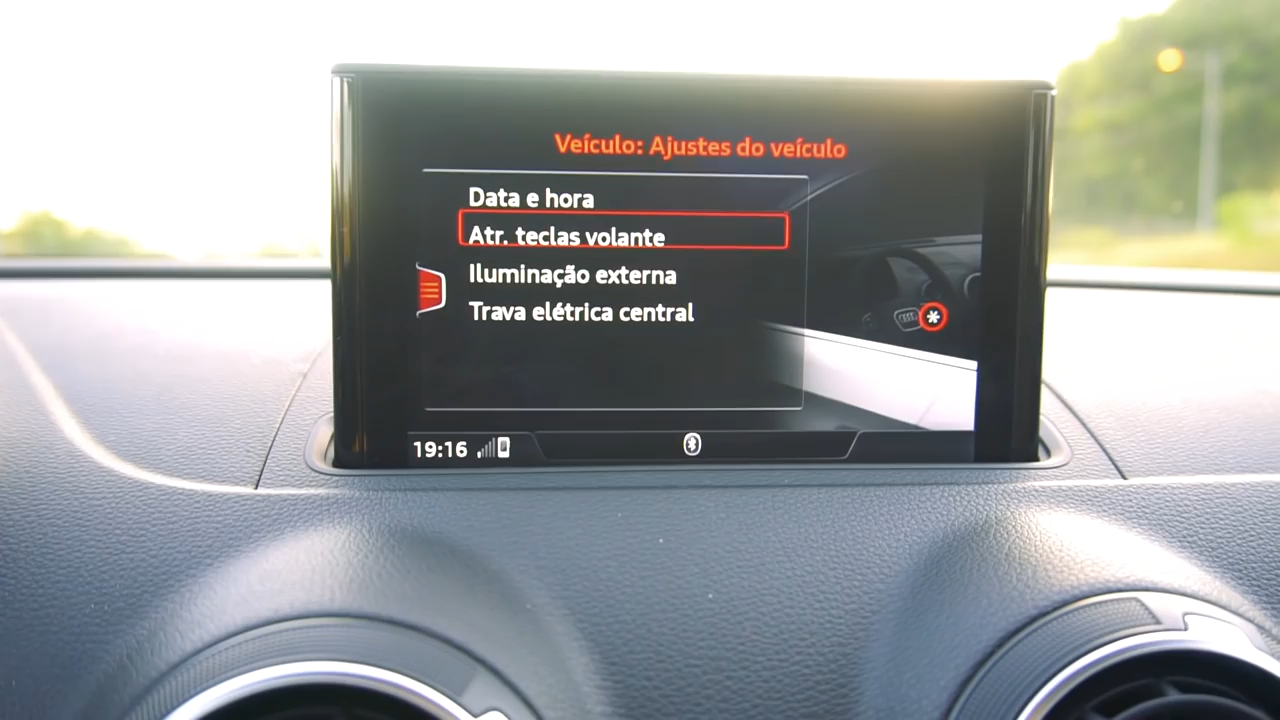 Veículo: Ajustes do veículo
Data e hora
Atr. teclas volante
Iluminação externa
Trava elétrica central
19:16